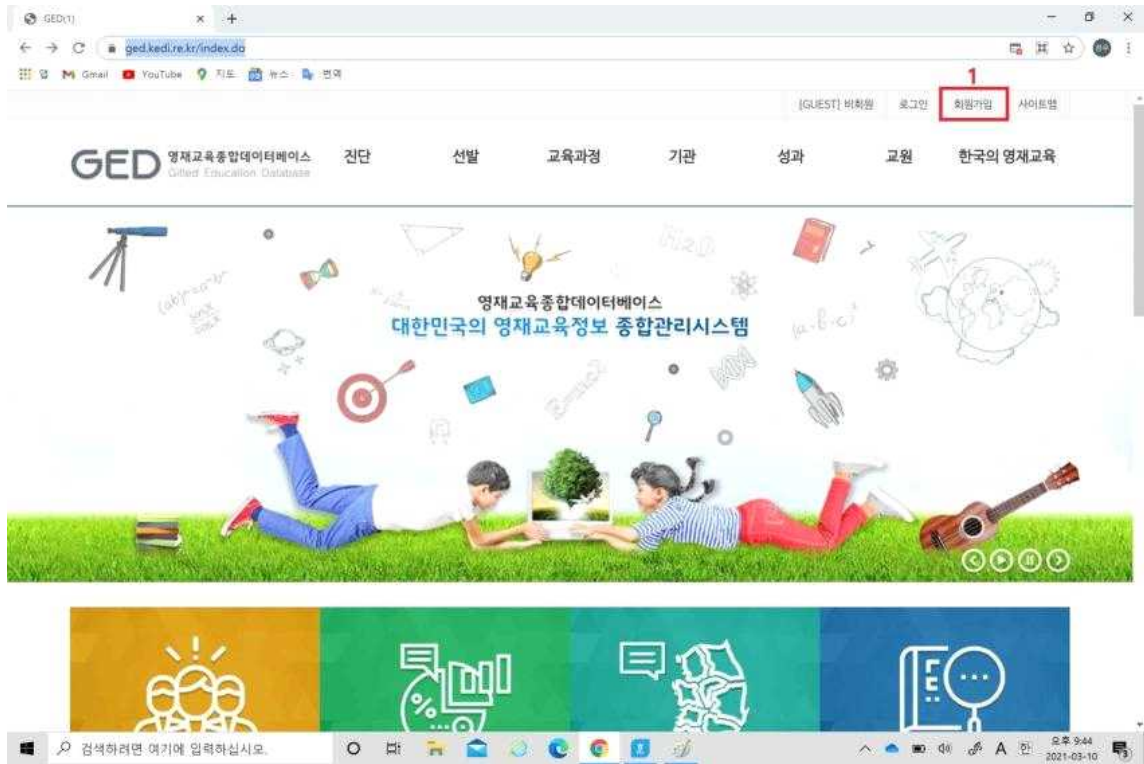 GED(1)
ged.kedi.re.kr/index.do
앱 Gmail YouTube 지도 뉴스 번역
1
[GUEST] 비회원 로그인 회원가입 사이트맵
GED 영재교육종합데이터베이스 진단 선발 교육과정 기관 성과 교원 한국의 영재교육
Gifted Education Database
H2O
영재교육종합데이터베이스
대한민국의 영재교육정보 종합관리시스템
E=mc2
검색하려면 여기에 입력하십시오.
A 한 오후 9:44
2021-03-10